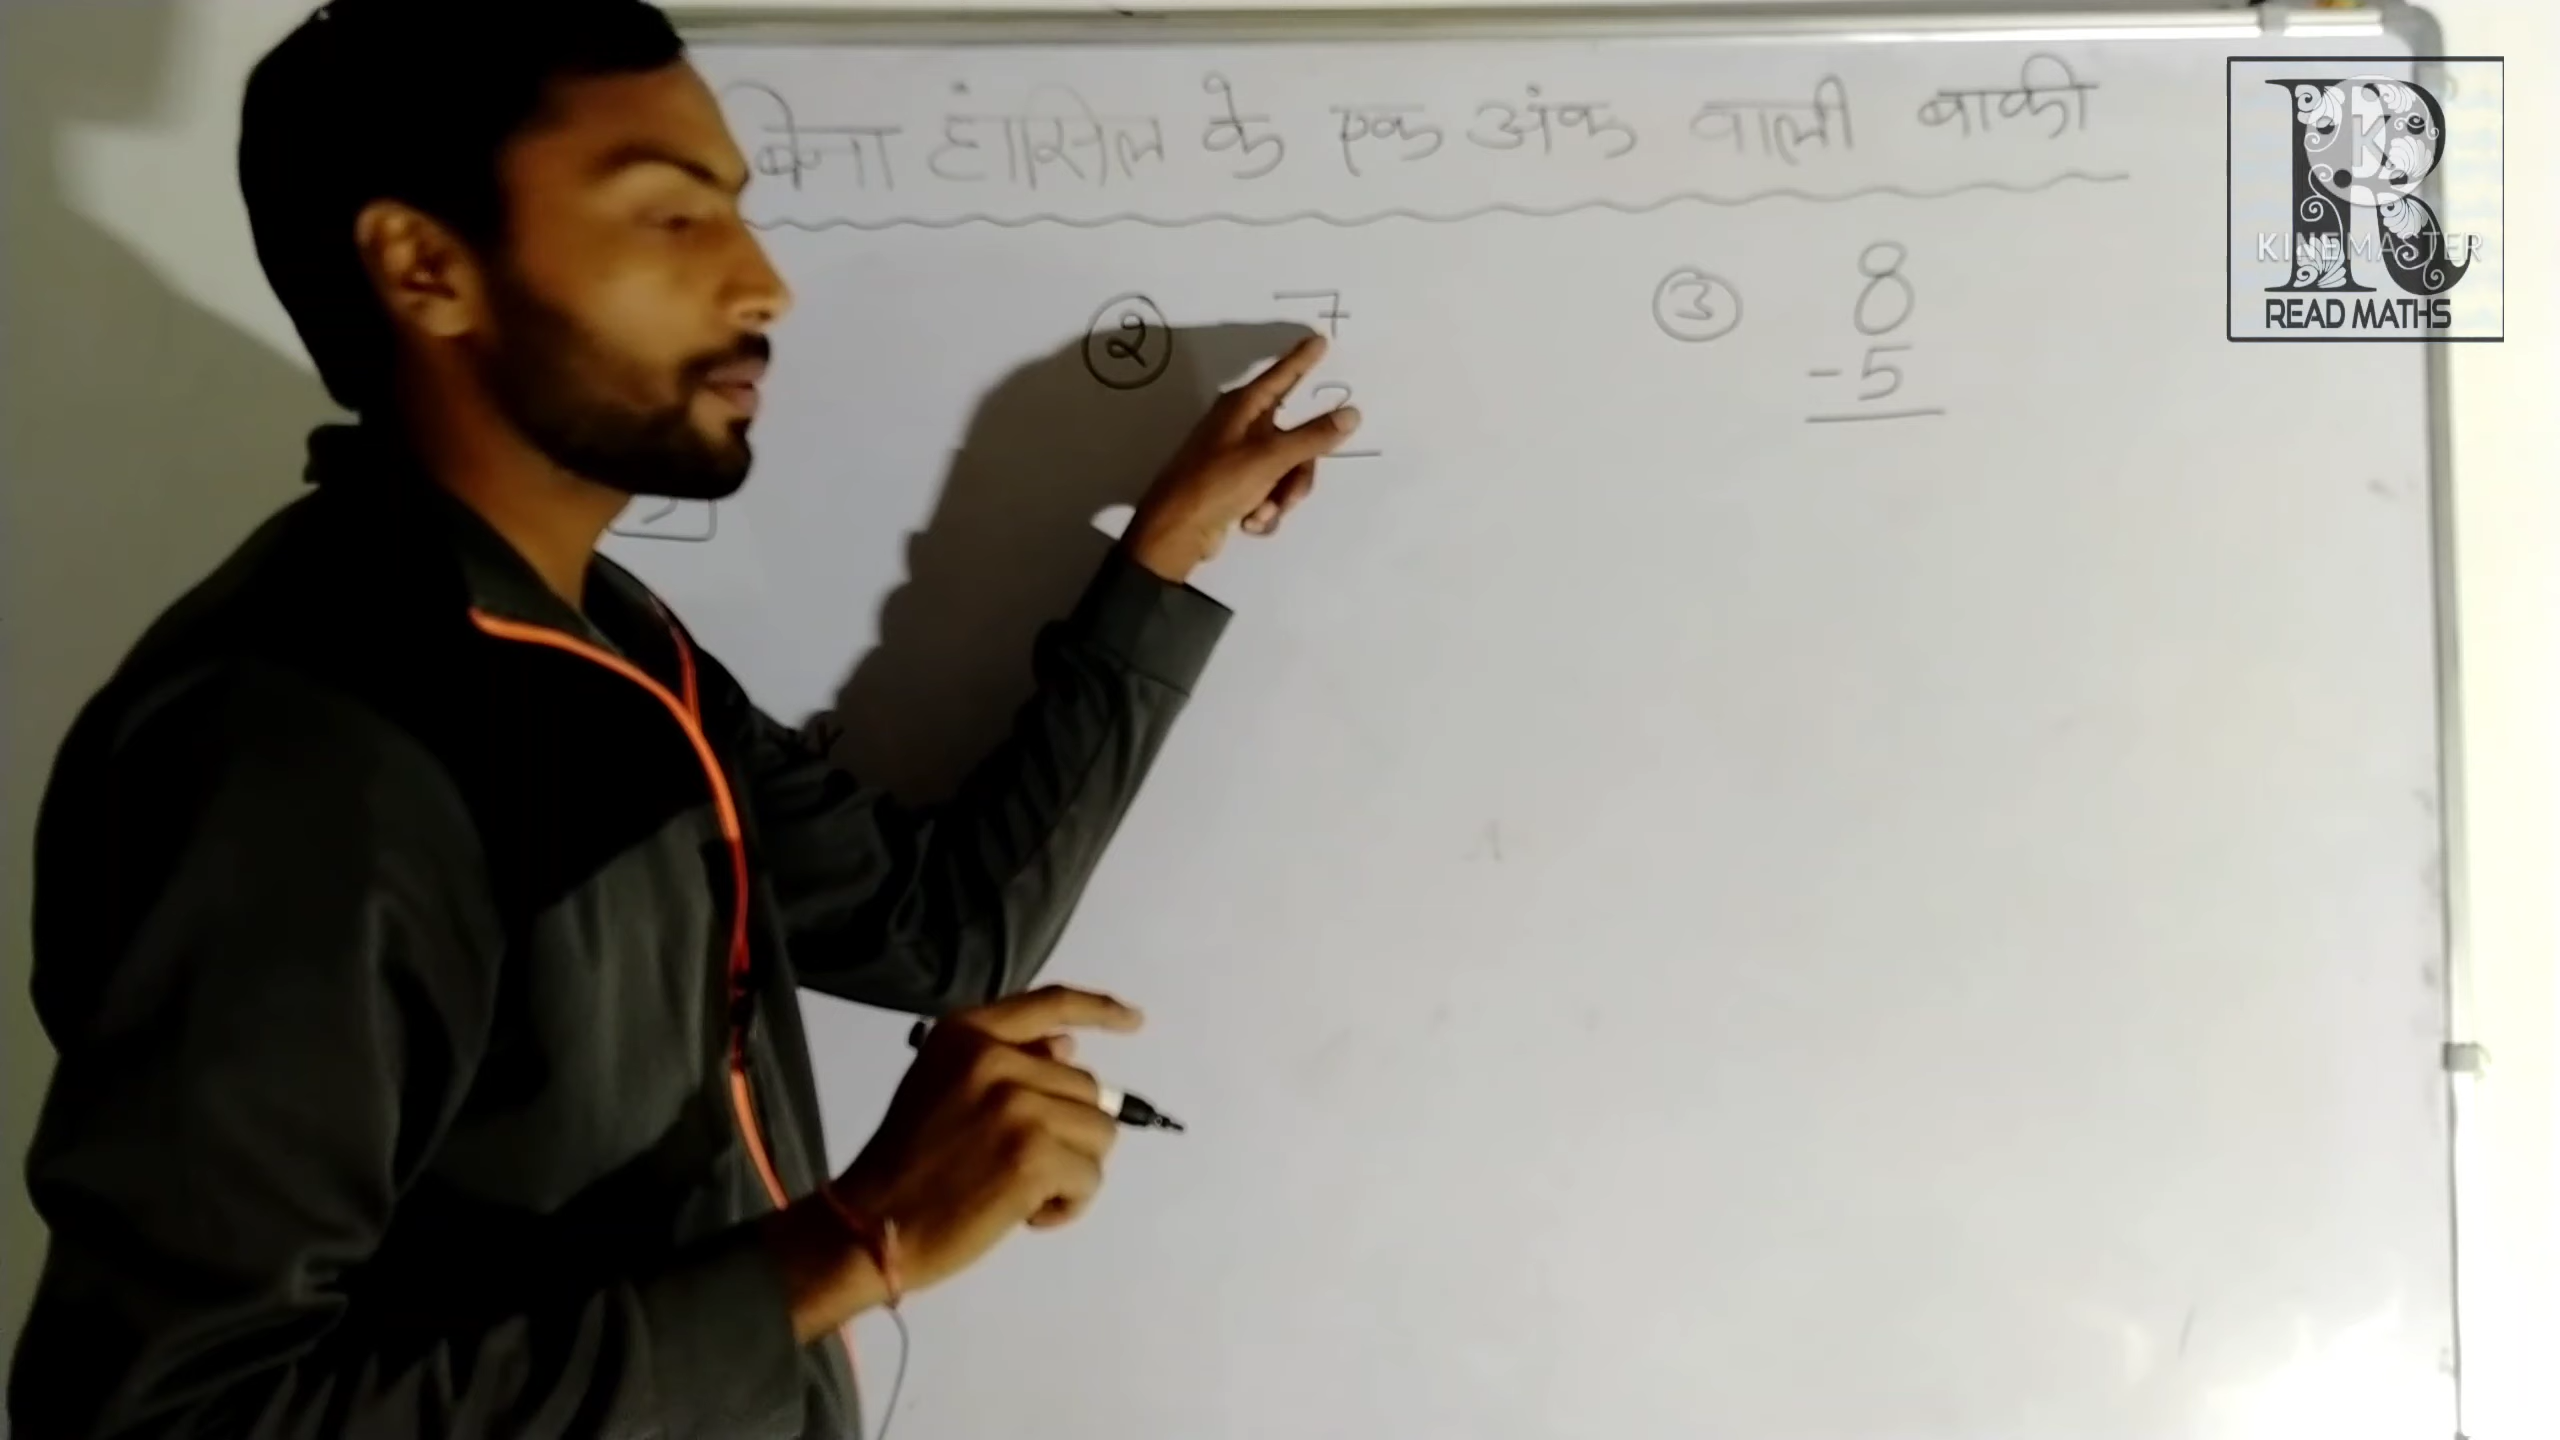 बिना हांसिल के एक अंक वाली बाकी
② 7
③ 8
- 5
K
KINEMASTER
R
READ MATHS